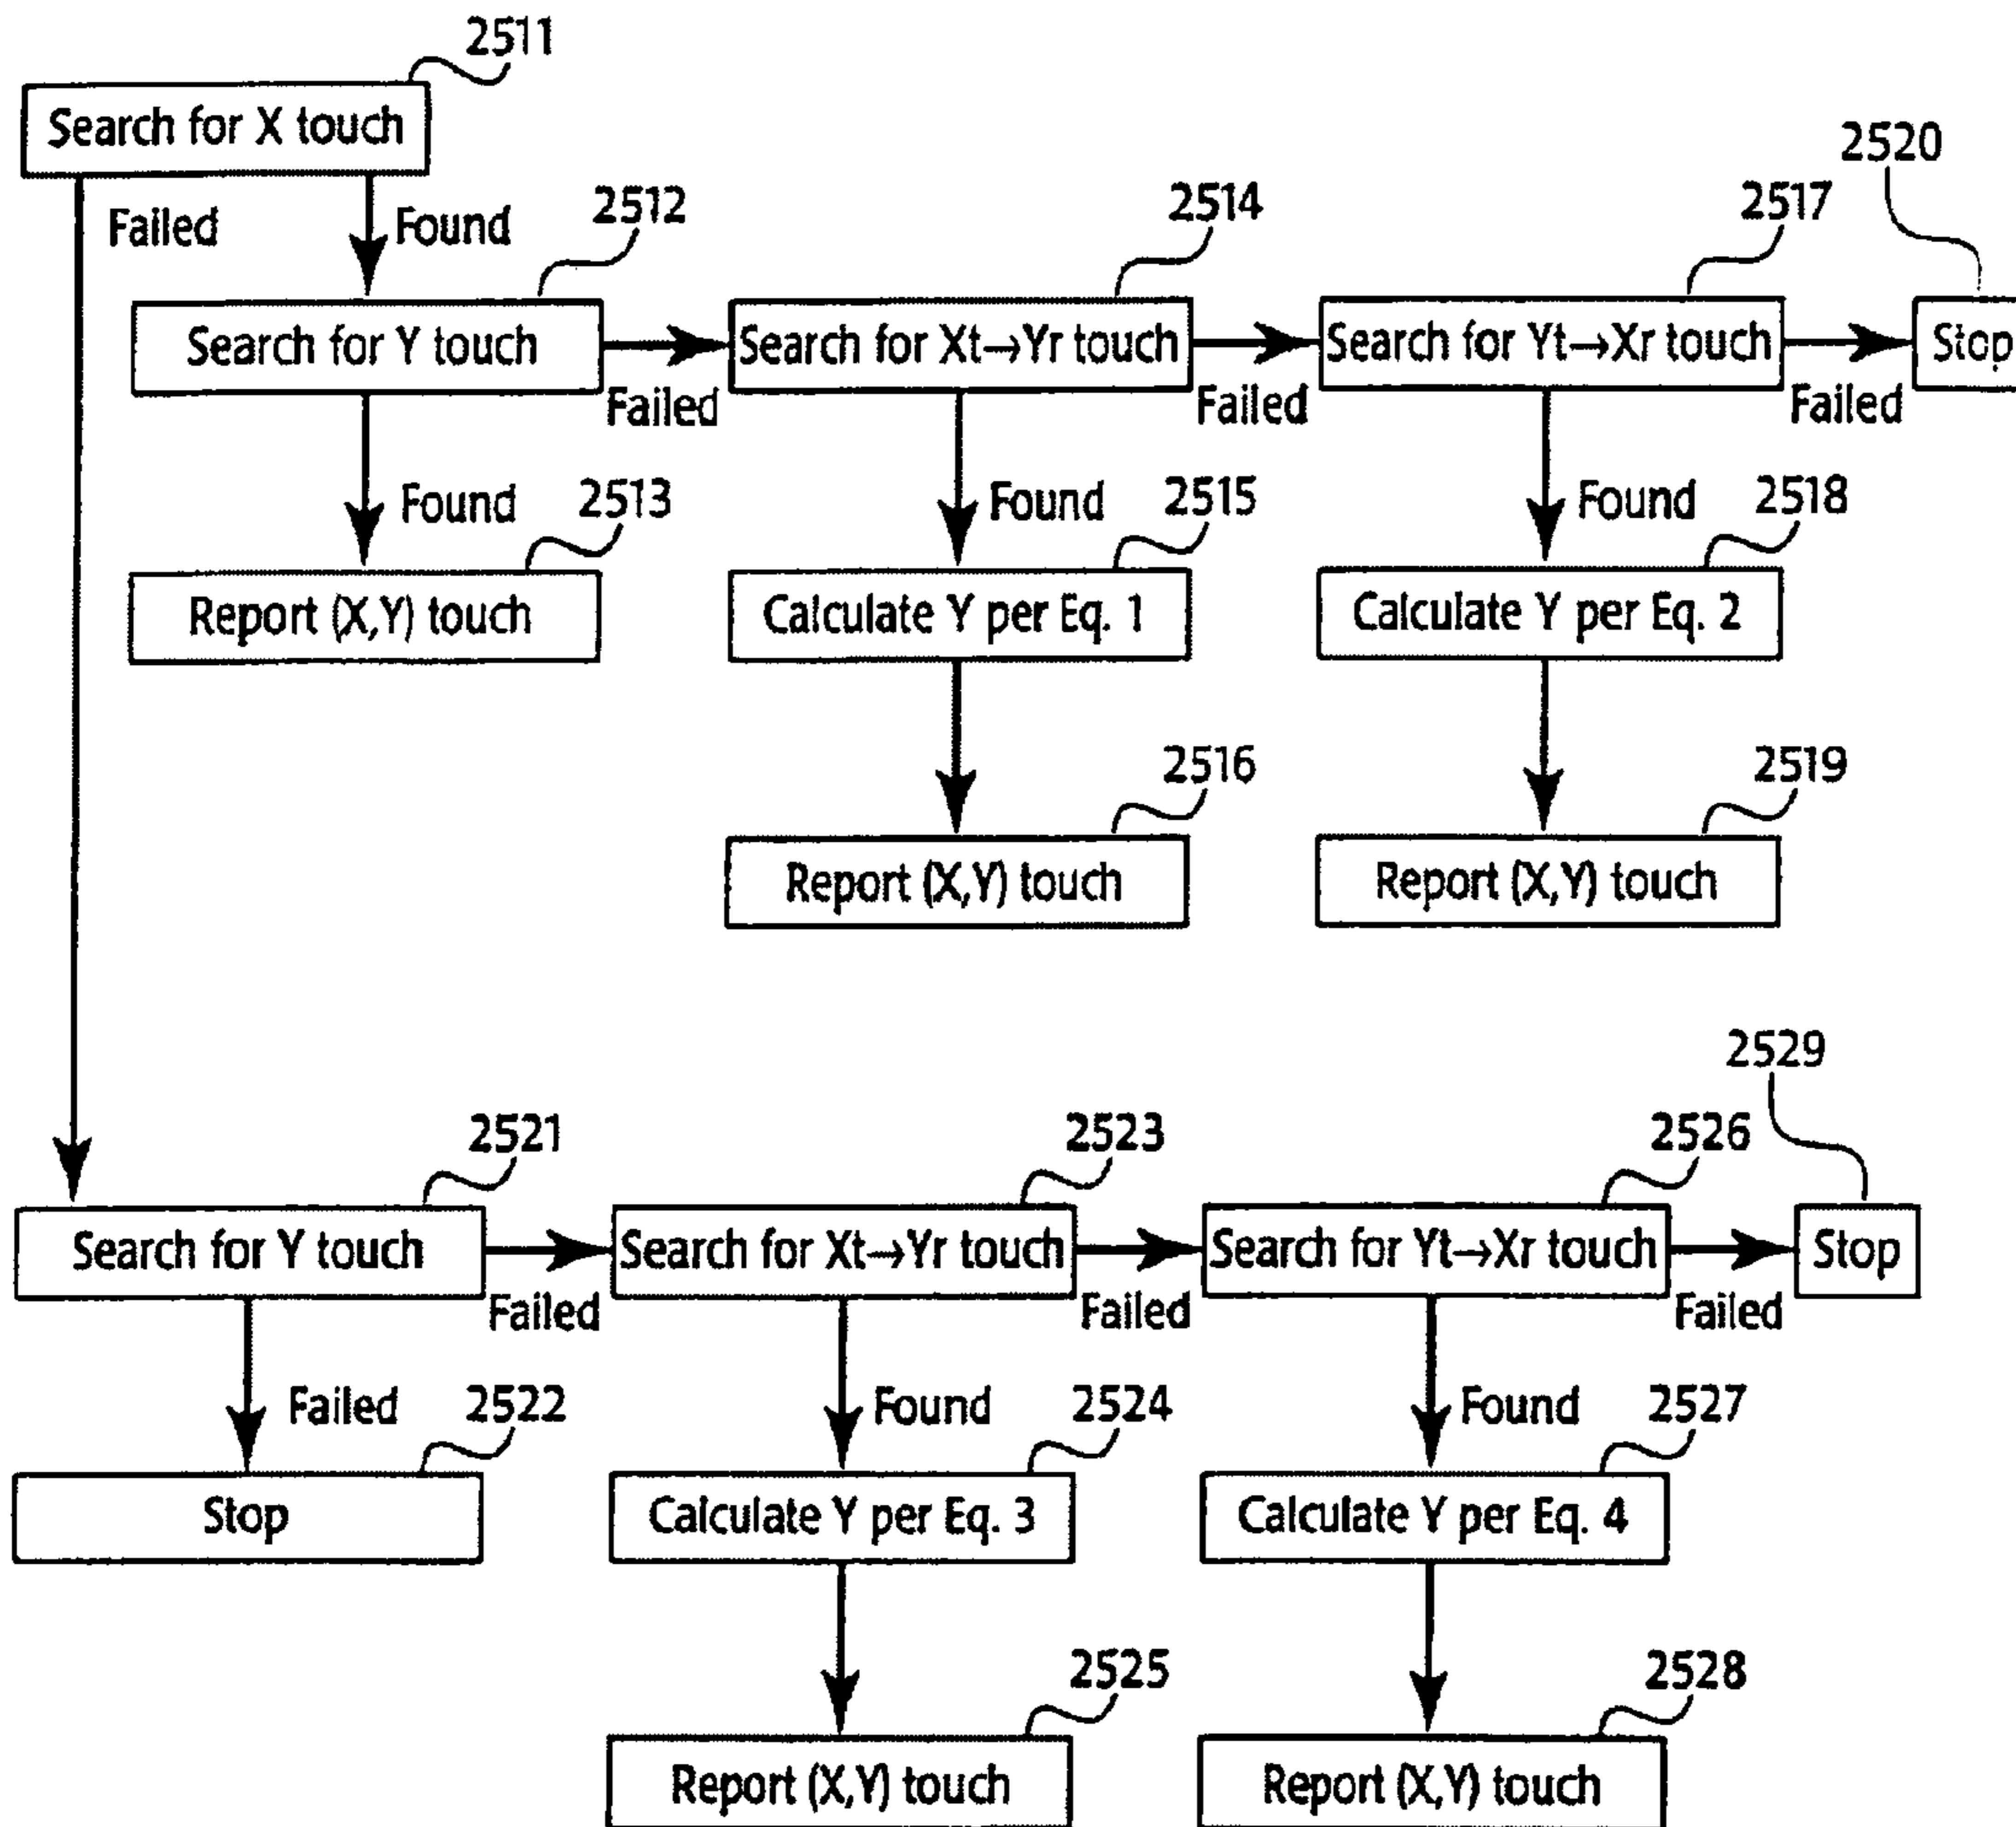 2511
Search for X touch
2520
Failed
Found
2512
2514
2517
Search for Y touch
Search for Xt→Yr touch
Search for Yt→Xr touch
Stop
Failed
Failed
Failed
Found
2513
Found
2515
Found
2518
Report (X,Y) touch
Calculate Y per Eq. 1
Calculate Y per Eq. 2
2516
2519
Report (X,Y) touch
Report (X,Y) touch
2529
2521
2523
2526
Search for Y touch
Search for Xt→Yr touch
Search for Yt→Xr touch
Stop
Failed
Failed
Failed
Failed
2522
Found
2524
Found
2527
Stop
Calculate Y per Eq. 3
Calculate Y per Eq. 4
2525
2528
Report (X,Y) touch
Report (X,Y) touch